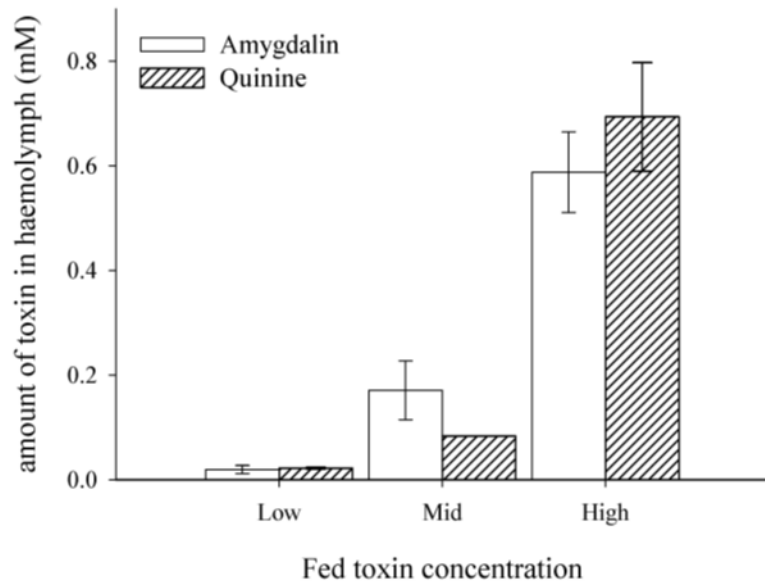 Amygdalin
Quinine
amount of toxin in haemolymph (mM)
0.8
0.6
0.4
0.2
0.0
Low Mid High
Fed toxin concentration